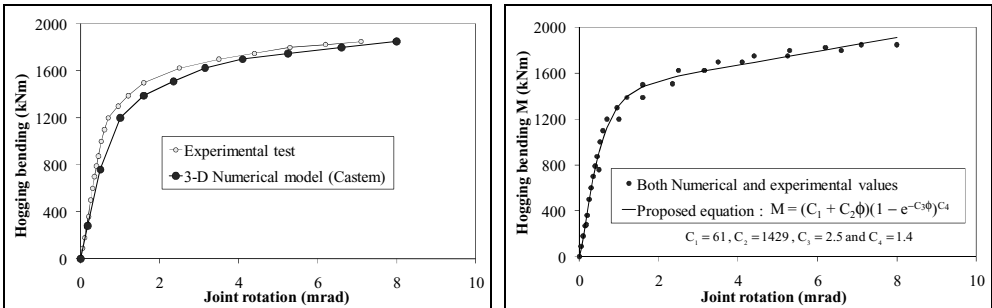 2000
1600
1200
800
400
0
Hogging bending (kNm)
Experimental test
3-D Numerical model (Castem)
0 2 4 6 8 10
Joint rotation (mrad)
2000
1600
1200
800
400
0
Hogging bending M (kNm)
Both Numerical and experimental values
Proposed equation : M = (C₁ + C₂ϕ)(1 – e^–C₃ϕ)^C₄
C₁ = 61 , C₂ = 1429 , C₃ = 2.5 and C₄ = 1.4
0 2 4 6 8 10
Joint rotation (mrad)